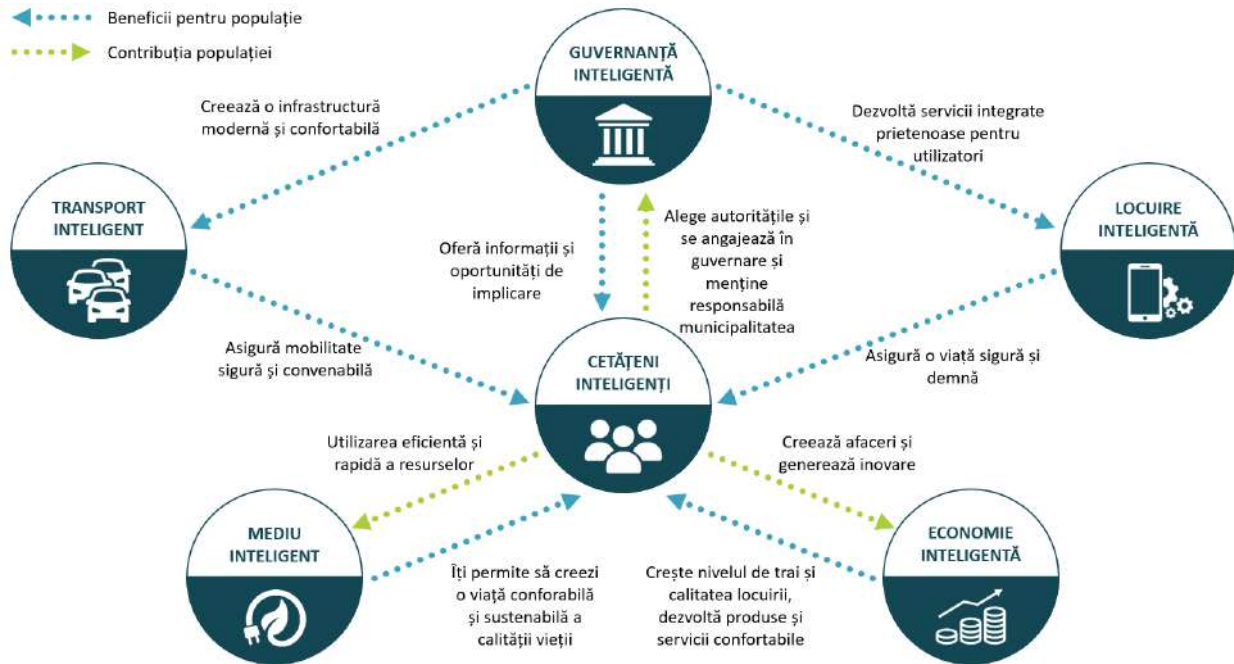 Beneficii pentru populație
Contribuția populației
GUVERNANȚĂ
INTELIGENTĂ
Creează o infrastructură
modernă și confortabilă
Dezvoltă servicii integrate
prietenoase pentru
utilizatori
TRANSPORT
INTELIGENT
LOCUIRE
INTELIGENTĂ
Oferă informații și
oportunități de
implicare
Alege autoritățile și
se angajează în
guvernare și
menține
responsabilă
municipalitatea
Asigură mobilitate
sigură și convenabilă
Asigură o viață sigură și
demnă
CETĂȚENI
INTELIGENȚI
Utilizarea eficientă și
rapidă a resurselor
Creează afaceri și
generează inovare
MEDIU
INTELIGENT
ECONOMIE
INTELIGENTĂ
Îți permite să creezi
o viață conforabilă
și sustenabilă a
calității vieții
Crește nivelul de trai și
calitatea locuirii,
dezvoltă produse și
servicii confortabile